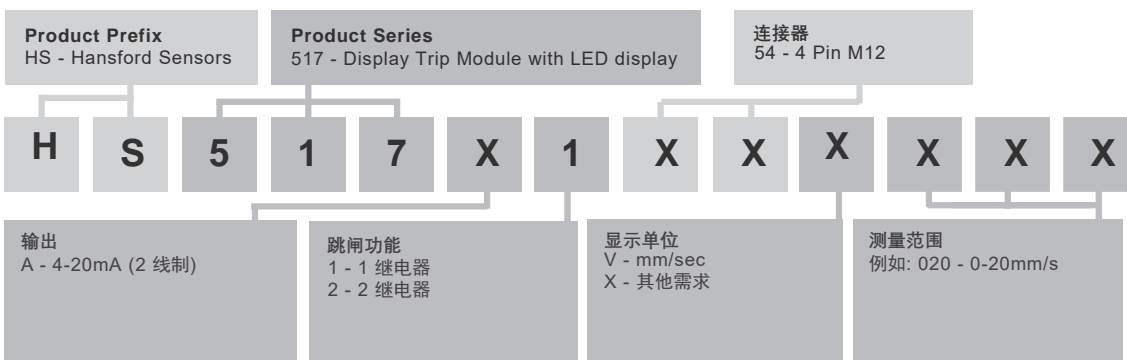 Product Prefix
HS - Hansford Sensors
Product Series
517 - Display Trip Module with LED display
连接器
54 - 4 Pin M12
H S 5 1 7 X 1 X X X X X X
输出
A - 4-20mA (2 线制)
跳闸功能
1 - 1 继电器
2 - 2 继电器
显示单位
V - mm/sec
X - 其他需求
测量范围
例如: 020 - 0-20mm/s